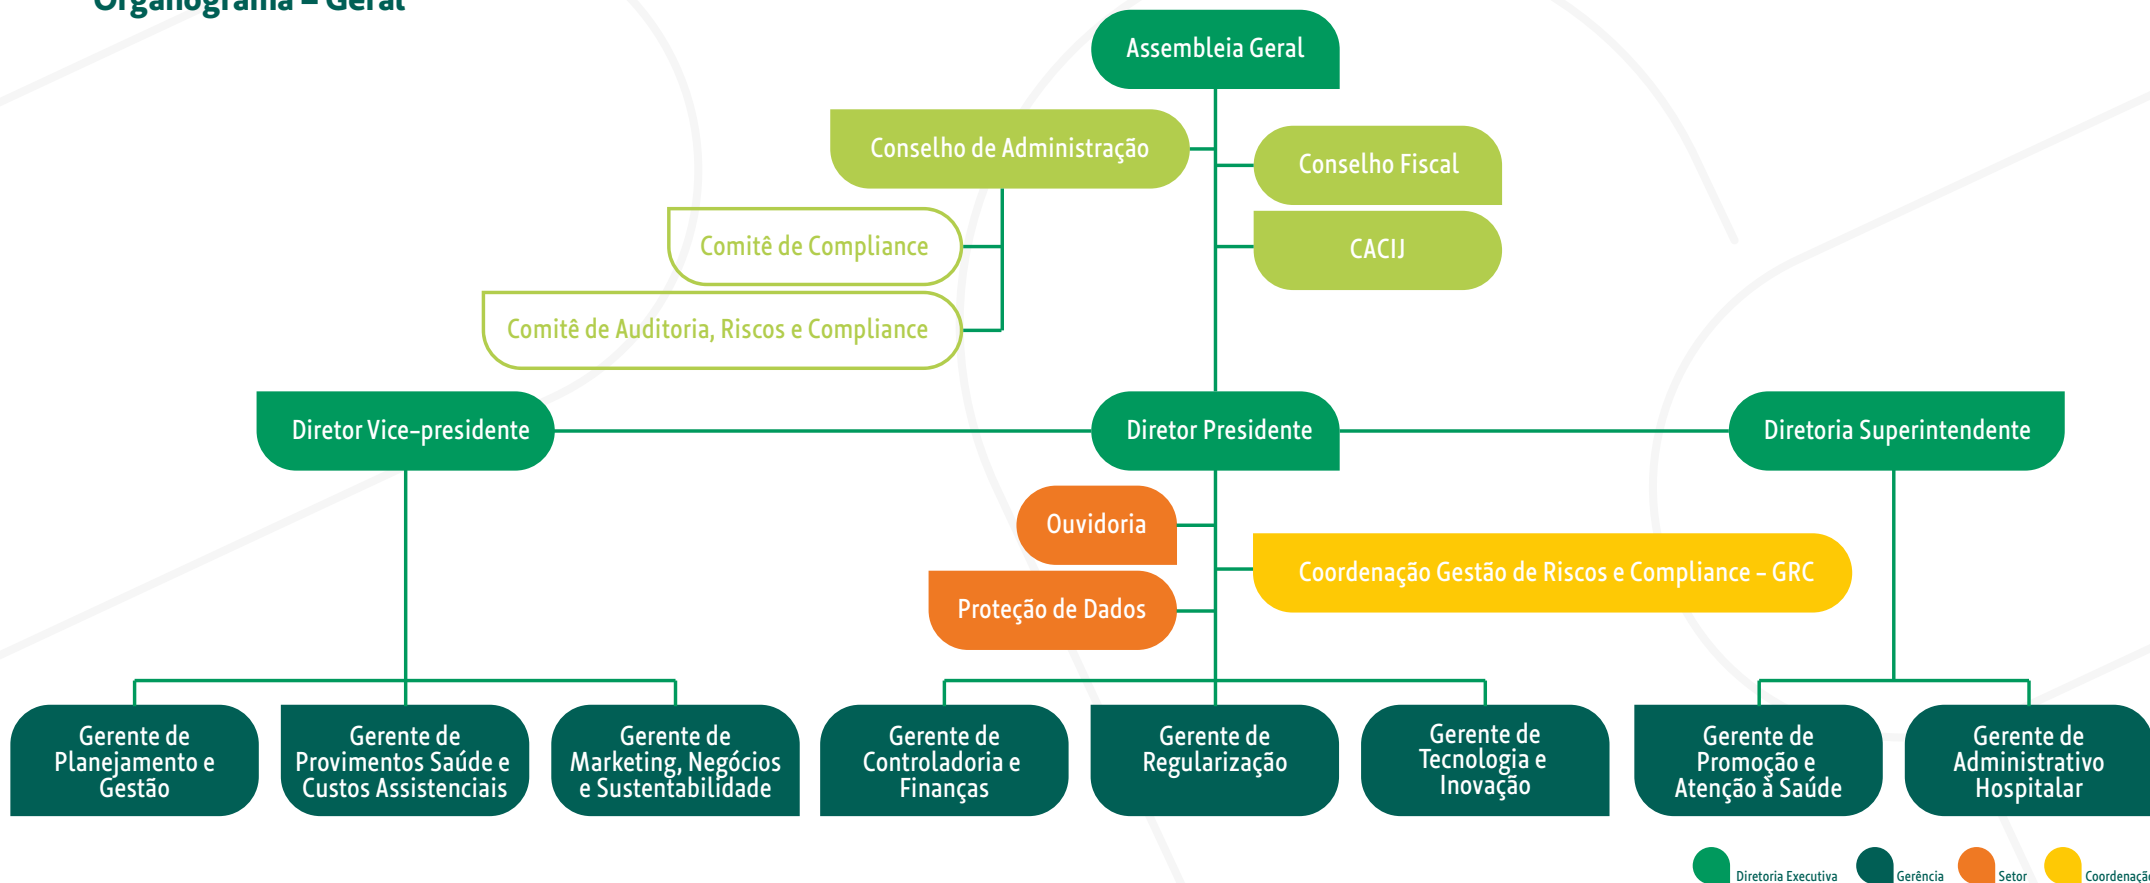 Organograma – Geral
Assembleia Geral
Conselho de Administração
Conselho Fiscal
Comitê de Compliance
CACIJ
Comitê de Auditoria, Riscos e Compliance
Diretor Vice-presidente
Diretor Presidente
Diretoria Superintendente
Ouvidoria
Coordenação Gestão de Riscos e Compliance – GRC
Proteção de Dados
Gerente de
Planejamento e
Gestão
Gerente de
Provimentos Saúde e
Custos Assistenciais
Gerente de
Marketing, Negócios
e Sustentabilidade
Gerente de
Controladoria e
Finanças
Gerente de
Regularização
Gerente de
Tecnologia e
Inovação
Gerente de
Promoção e
Atenção à Saúde
Gerente de
Administrativo
Hospitalar
Diretoria Executiva
Gerência
Setor
Coordenação